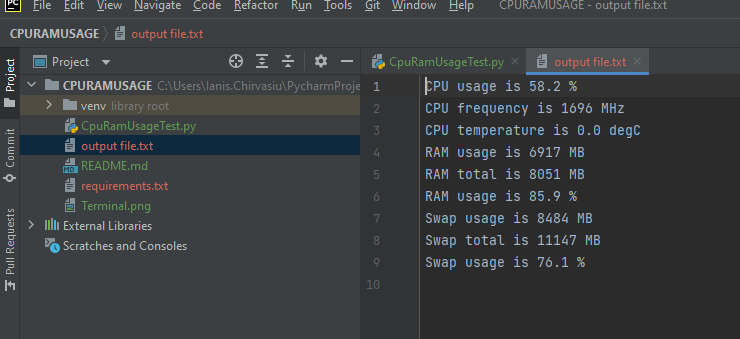 PC File Edit View Navigate Code Refactor Run Tools Git Window Help CPURAMUSAGE - output file.txt
CPURAMUSAGE output file.txt
Project
CpuRamUsageTest.py
output file.txt
Project
Commit
Pull Requests
CPURAMUSAGE C:\Users\Ianis.Chirvasiu\PycharmProje
venv library root
CpuRamUsageTest.py
output file.txt
README.md
requirements.txt
Terminal.png
External Libraries
Scratches and Consoles
1 CPU usage is 58.2 %
2 CPU frequency is 1696 MHz
3 CPU temperature is 0.0 degC
4 RAM usage is 6917 MB
5 RAM total is 8051 MB
6 RAM usage is 85.9 %
7 Swap usage is 8484 MB
8 Swap total is 11147 MB
9 Swap usage is 76.1 %
10